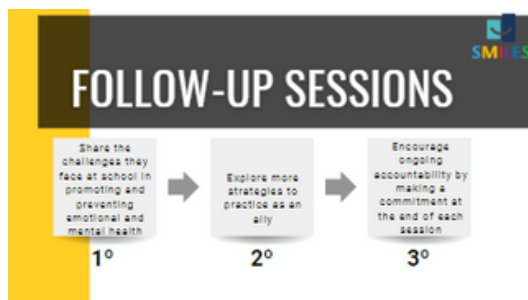 SMILES
FOLLOW-UP SESSIONS
Share the
challenges they
face at school in
promoting and
preventing
emotional and
mental health
1º
Explore more
strategies to
practice as an
ally
2º
Encourage
ongoing
accountability by
making a
commitment at
the end of each
session
3º